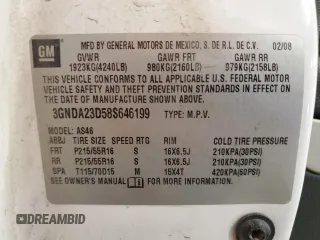 GM
MFD BY GENERAL MOTORS DE MEXICO, S. DE R.L. DE C.V. 02/08
GVWR GAWR FRT GAWR RR
1923KG(4240LB) 980KG(2160LB) 979KG(2158LB)
THIS VEHICLE CONFORMS TO ALL APPLICABLE U.S. FEDERAL MOTOR
VEHICLE SAFETY AND THEFT PREVENTION STANDARDS IN EFFECT ON
THE DATE OF MANUFACTURE SHOWN ABOVE.
3GNDA23D58S646199 TYPE: M.P.V.
MODEL: AS46
TIRE SIZE SPEED RTG RIM COLD TIRE PRESSURE
FRT P215/55R16 S 16X6.5J 210KPA(30PSI)
RR P215/55R16 S 16X6.5J 210KPA(30PSI)
SPA T115/70D15 M 15X4T 420KPA(60PSI)
SEE OWNER'S MANUAL FOR ADDITIONAL INFORMATION.
DREAMBID